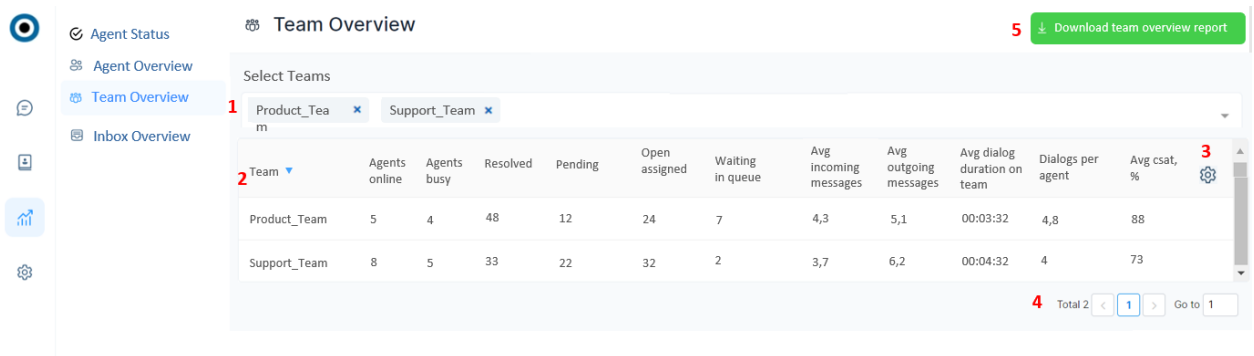 Agent Status
Agent Overview
Team Overview
Inbox Overview
Team Overview
5
Download team overview report
Select Teams
1
Product_Tea
m
Support_Team
2
Team
Agents
online
Agents
busy
Resolved
Pending
Open
assigned
Waiting
in queue
Avg
incoming
messages
Avg
outgoing
messages
Avg dialog
duration on
team
Dialogs per
agent
Avg csat,
%
3
Product_Team 5 4 48 12 24 7 4,3 5,1 00:03:32 4,8 88
Support_Team 8 5 33 22 32 2 3,7 6,2 00:04:32 4 73
4 Total 2 < 1 > Go to 1